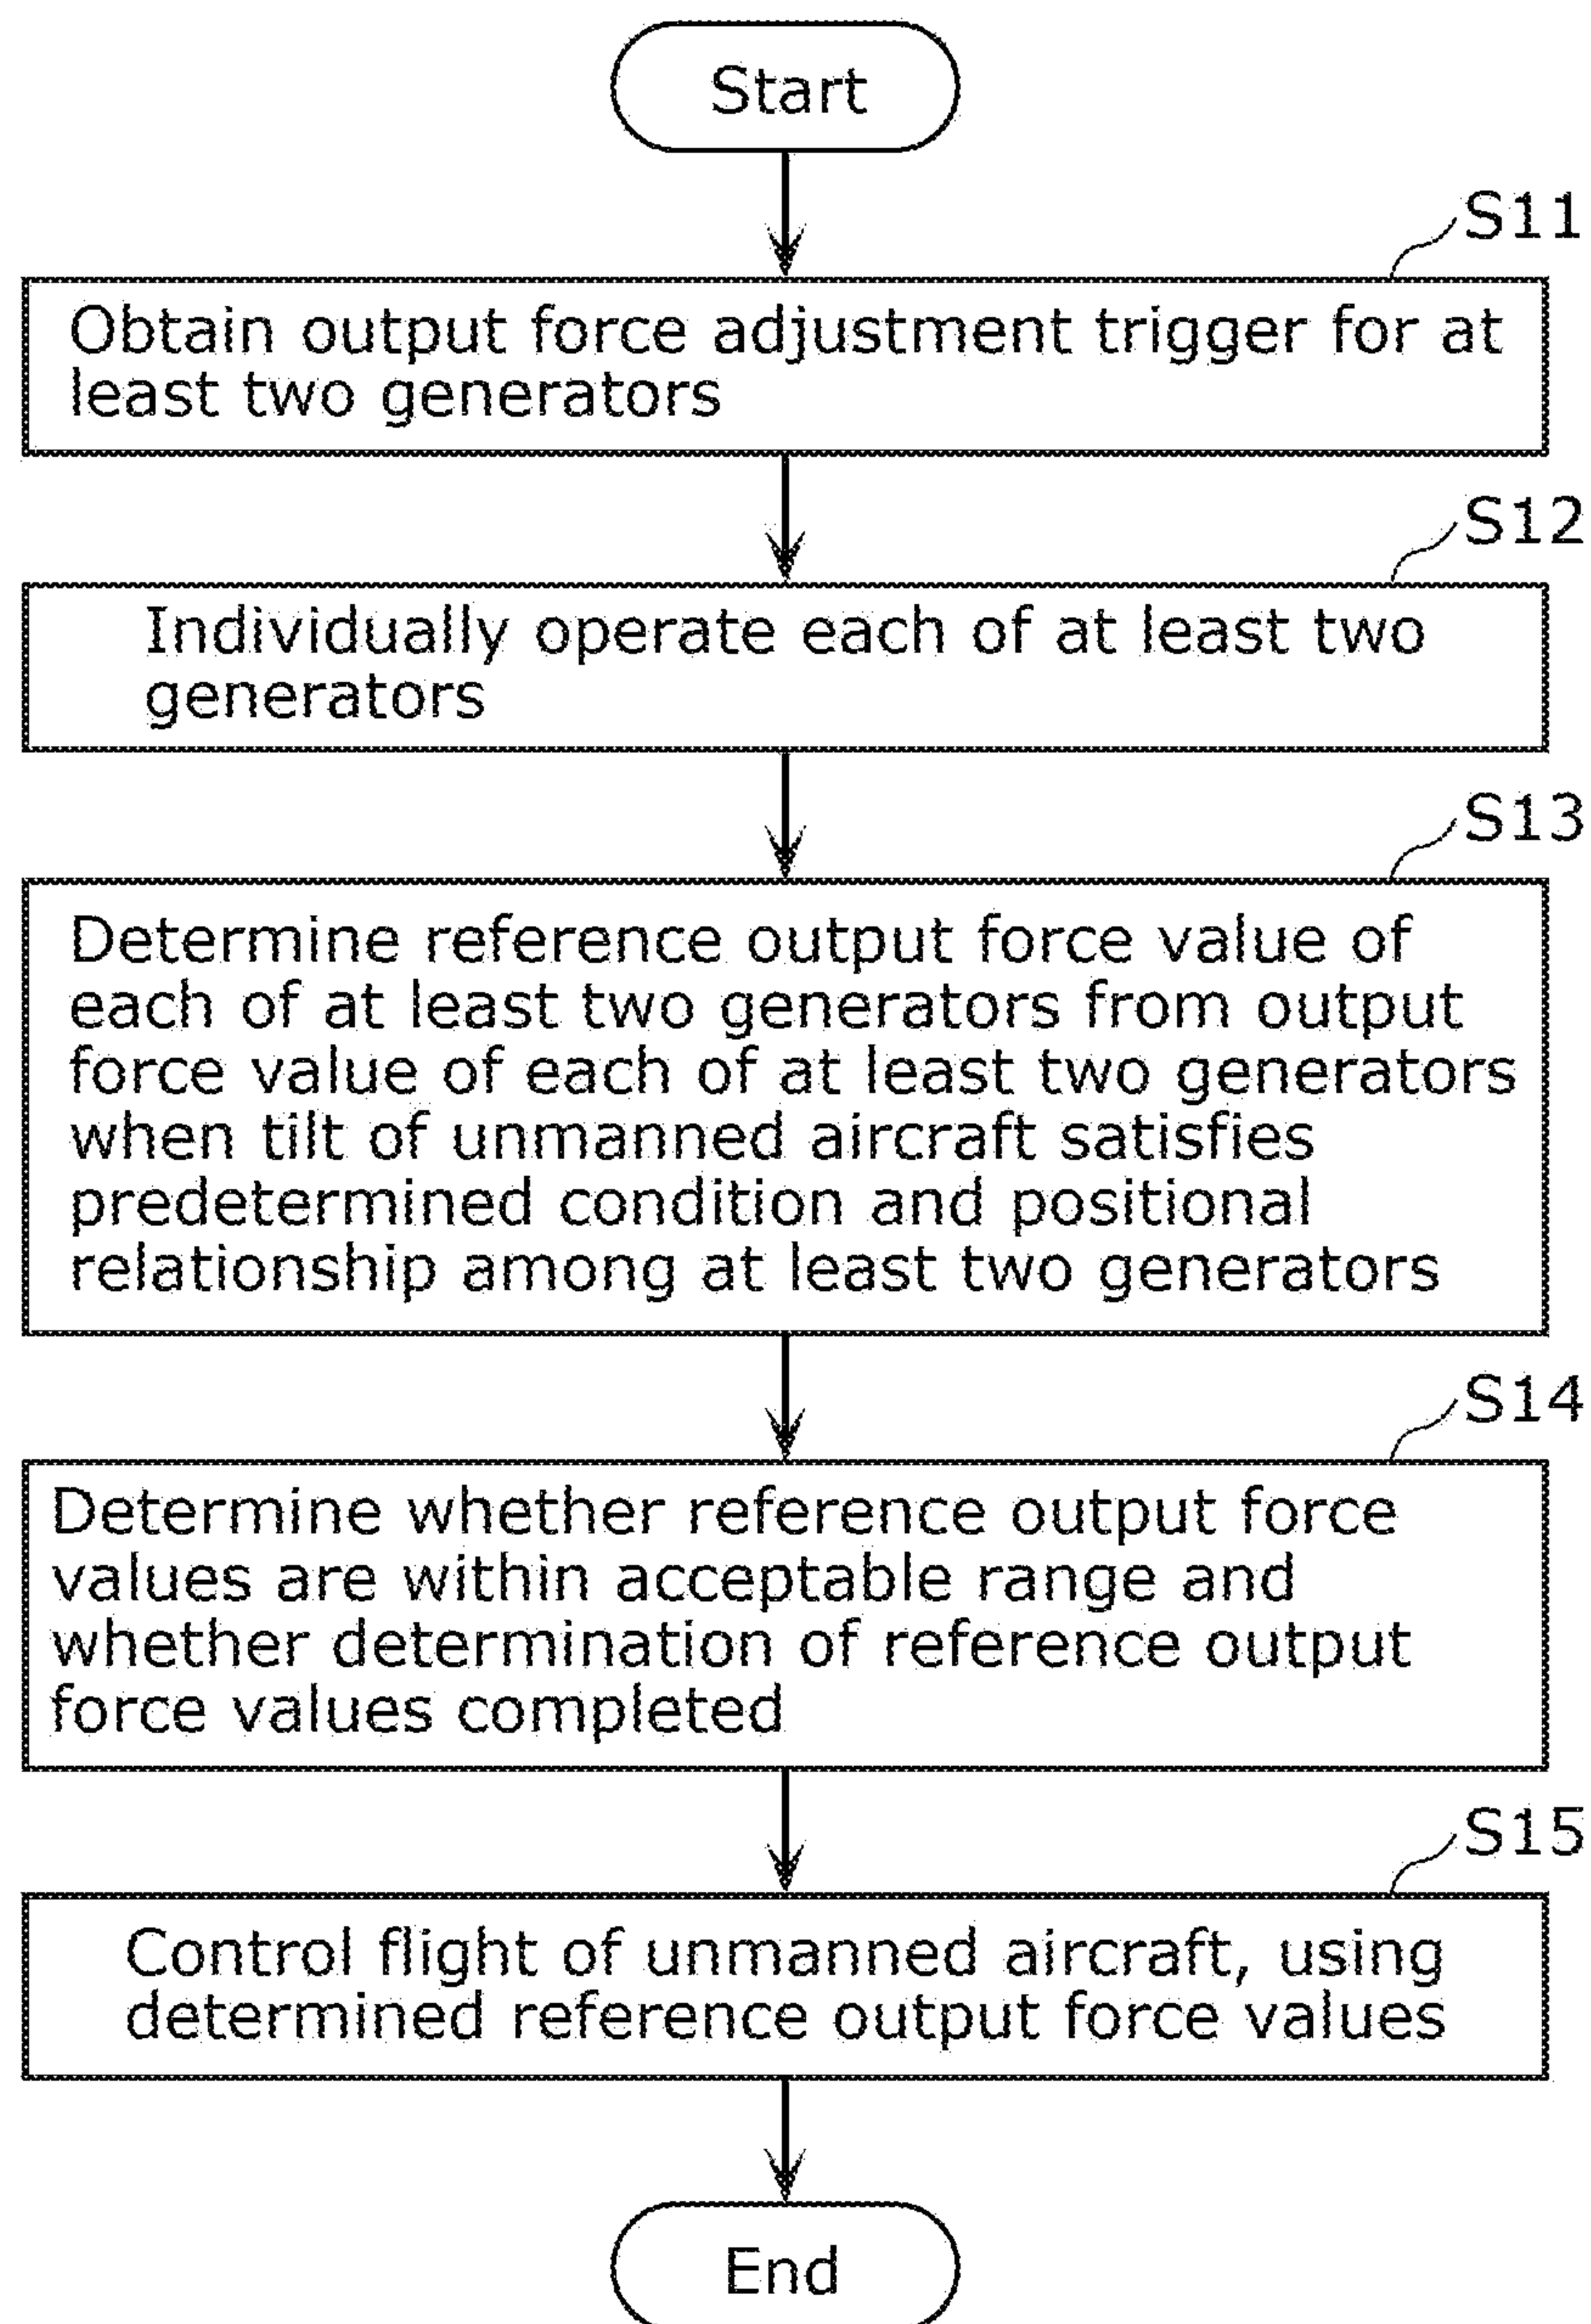 Start
S11
Obtain output force adjustment trigger for at
least two generators
S12
Individually operate each of at least two
generators
S13
Determine reference output force value of
each of at least two generators from output
force value of each of at least two generators
when tilt of unmanned aircraft satisfies
predetermined condition and positional
relationship among at least two generators
S14
Determine whether reference output force
values are within acceptable range and
whether determination of reference output
force values completed
S15
Control flight of unmanned aircraft, using
determined reference output force values
End